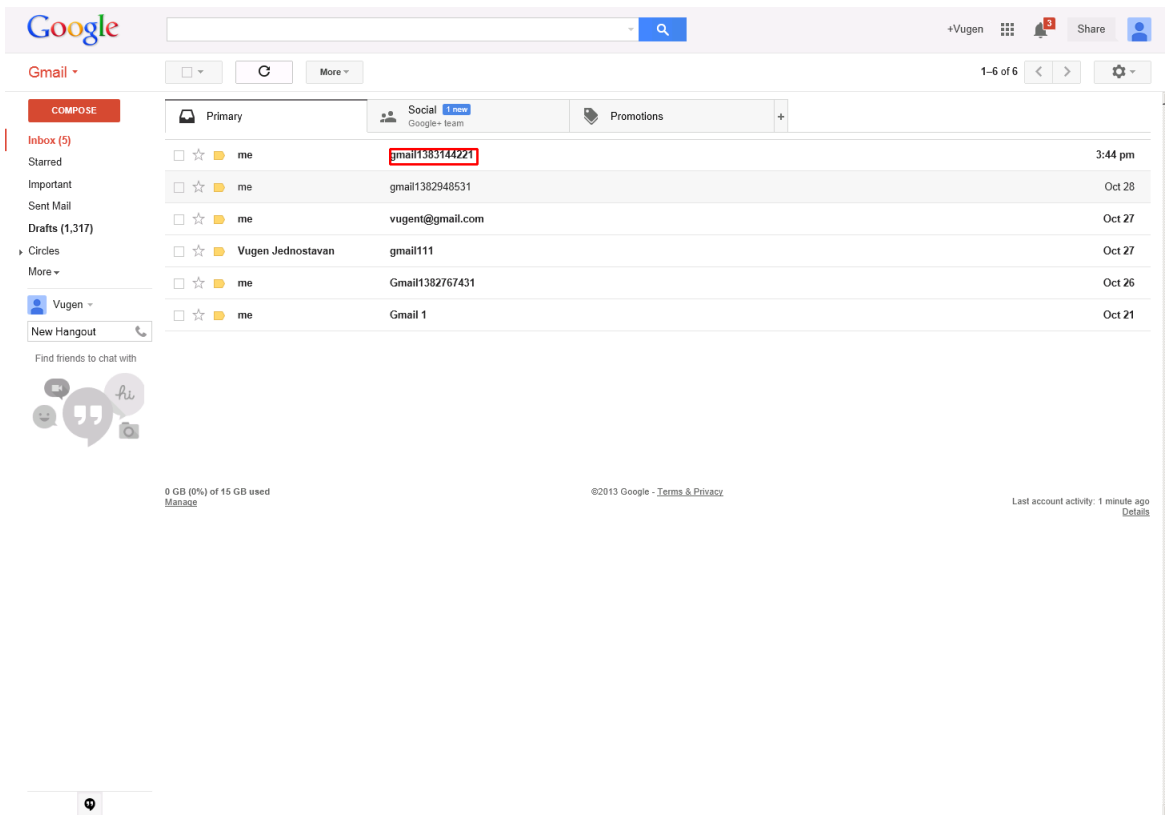 Google
+Vugen
3
Share
Gmail
More
1–6 of 6
COMPOSE
Inbox (5)
Starred
Important
Sent Mail
Drafts (1,317)
Circles
More
Vugen
New Hangout
Find friends to chat with
hi
Primary
Social 1 new
Google+ team
Promotions
+
me gmail1383144221 3:44 pm
me gmail1382948531 Oct 28
me vugent@gmail.com Oct 27
Vugen Jednostavan gmail111 Oct 27
me Gmail1382767431 Oct 26
me Gmail 1 Oct 21
0 GB (0%) of 15 GB used
Manage
©2013 Google - Terms & Privacy
Last account activity: 1 minute ago
Details